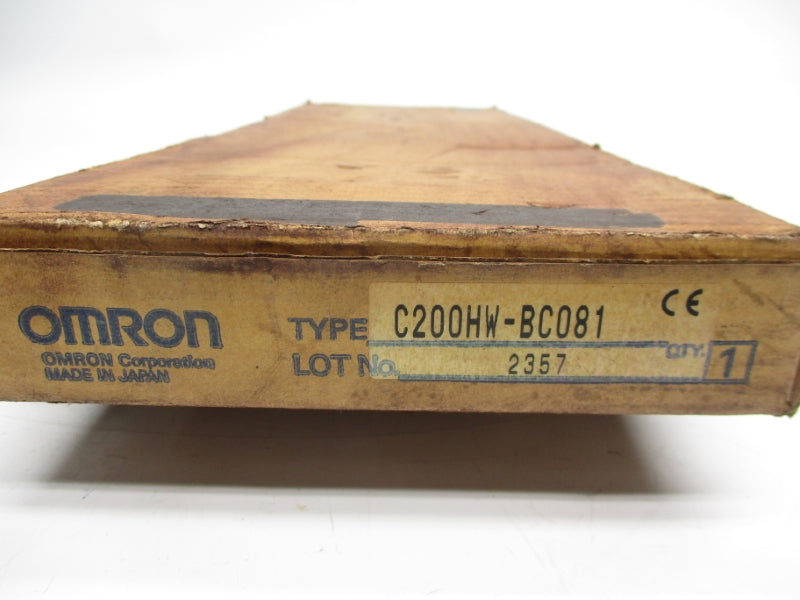 OMRON
OMRON Corporation
MADE IN JAPAN
TYPE C200HW-BC081 CE
LOT No. 2357 QTY. 1